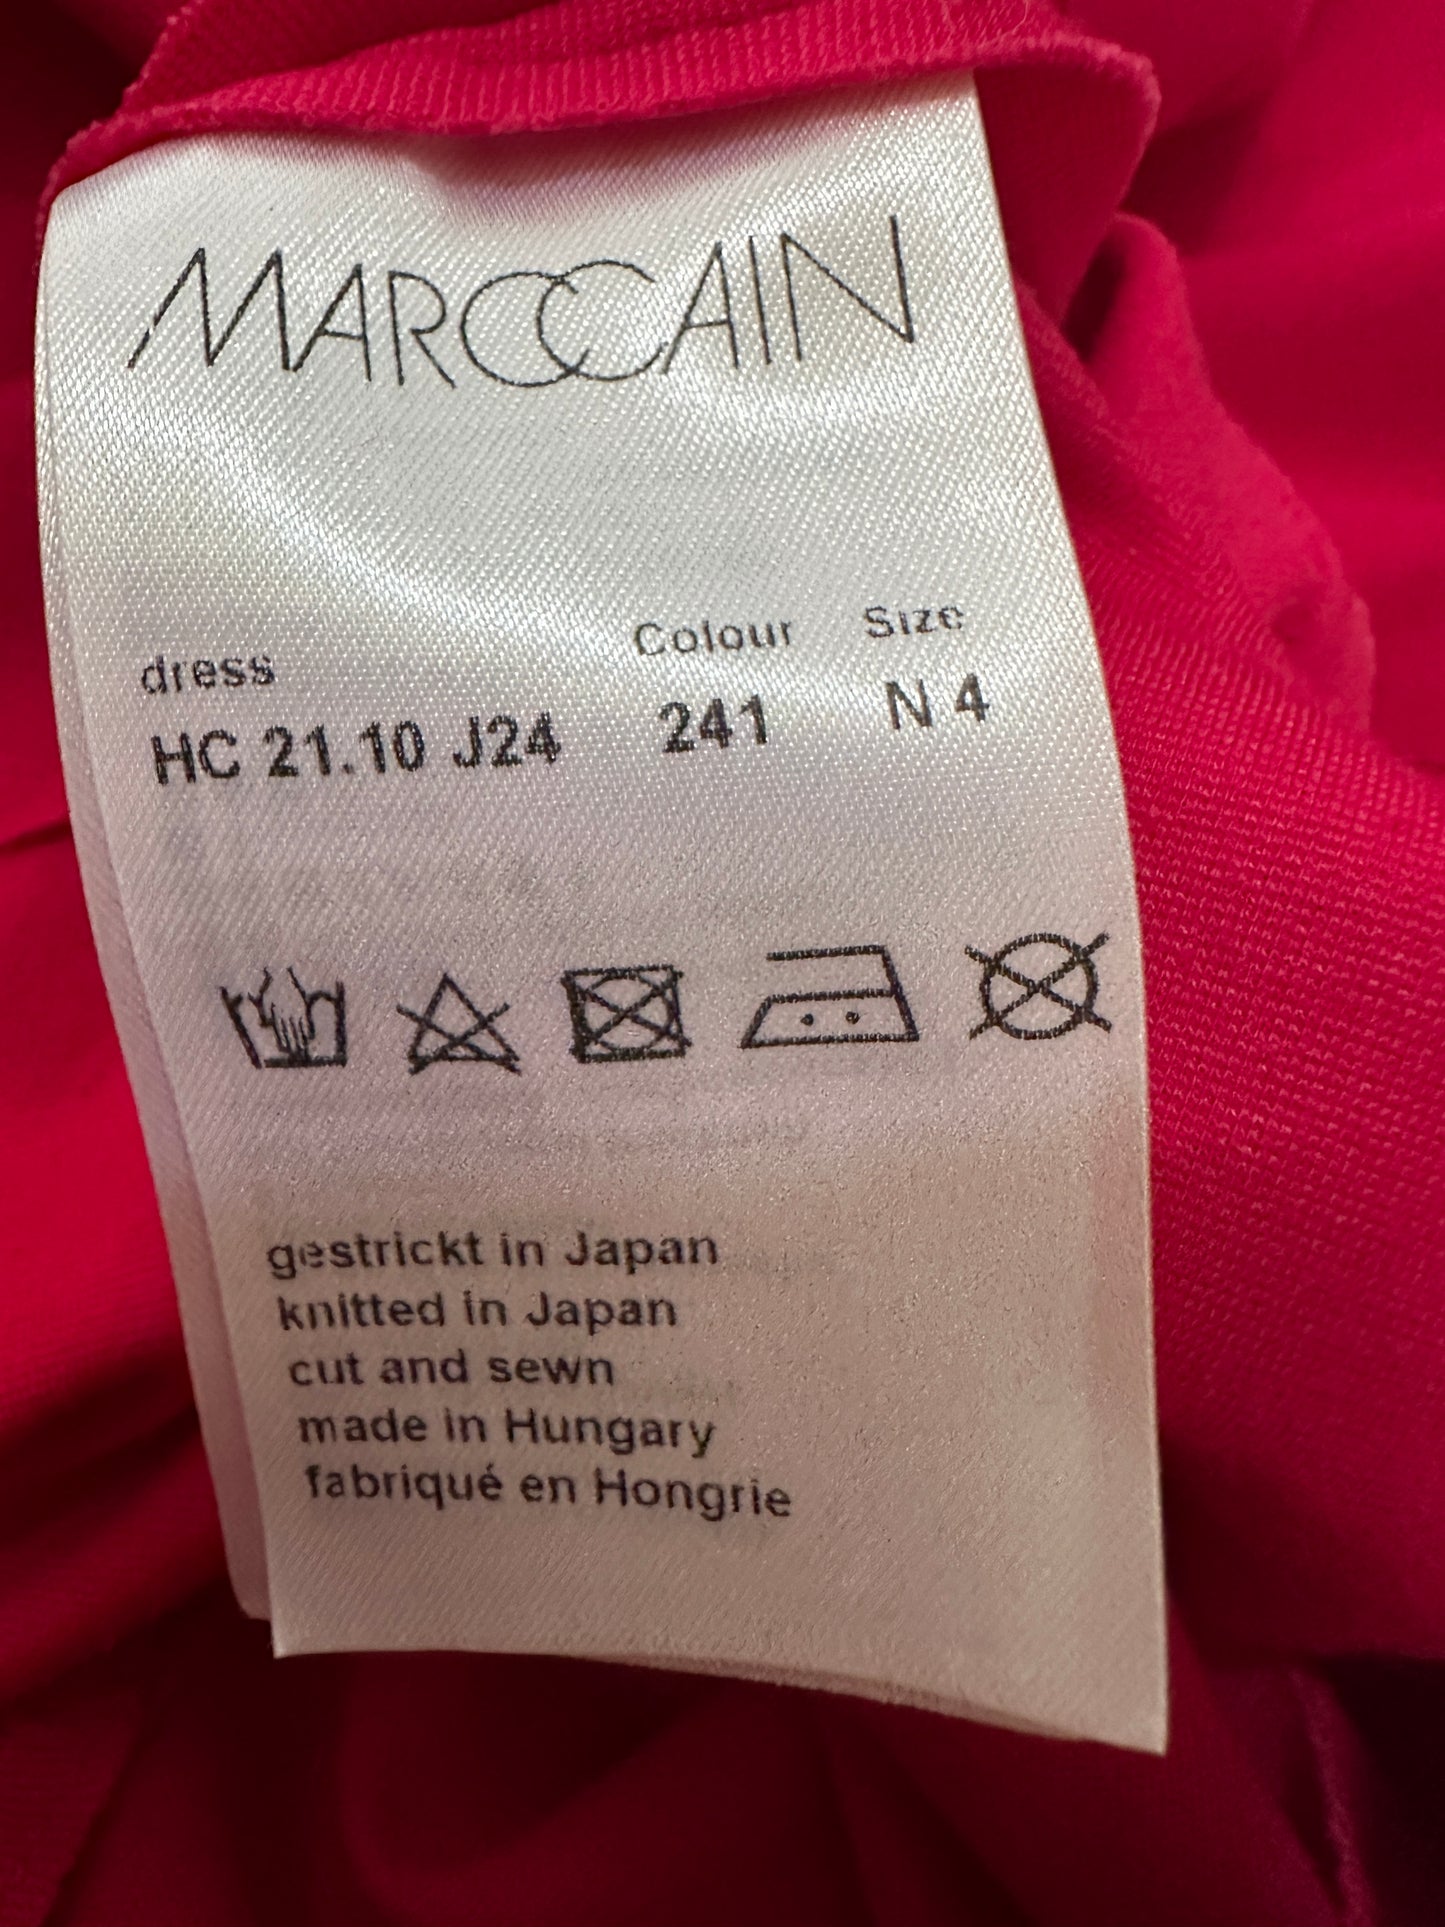 MARCCAIN
dress Colour Size
HC 21.10 J24 241 N 4
gestrickt in Japan
knitted in Japan
cut and sewn
made in Hungary
fabriqué en Hongrie